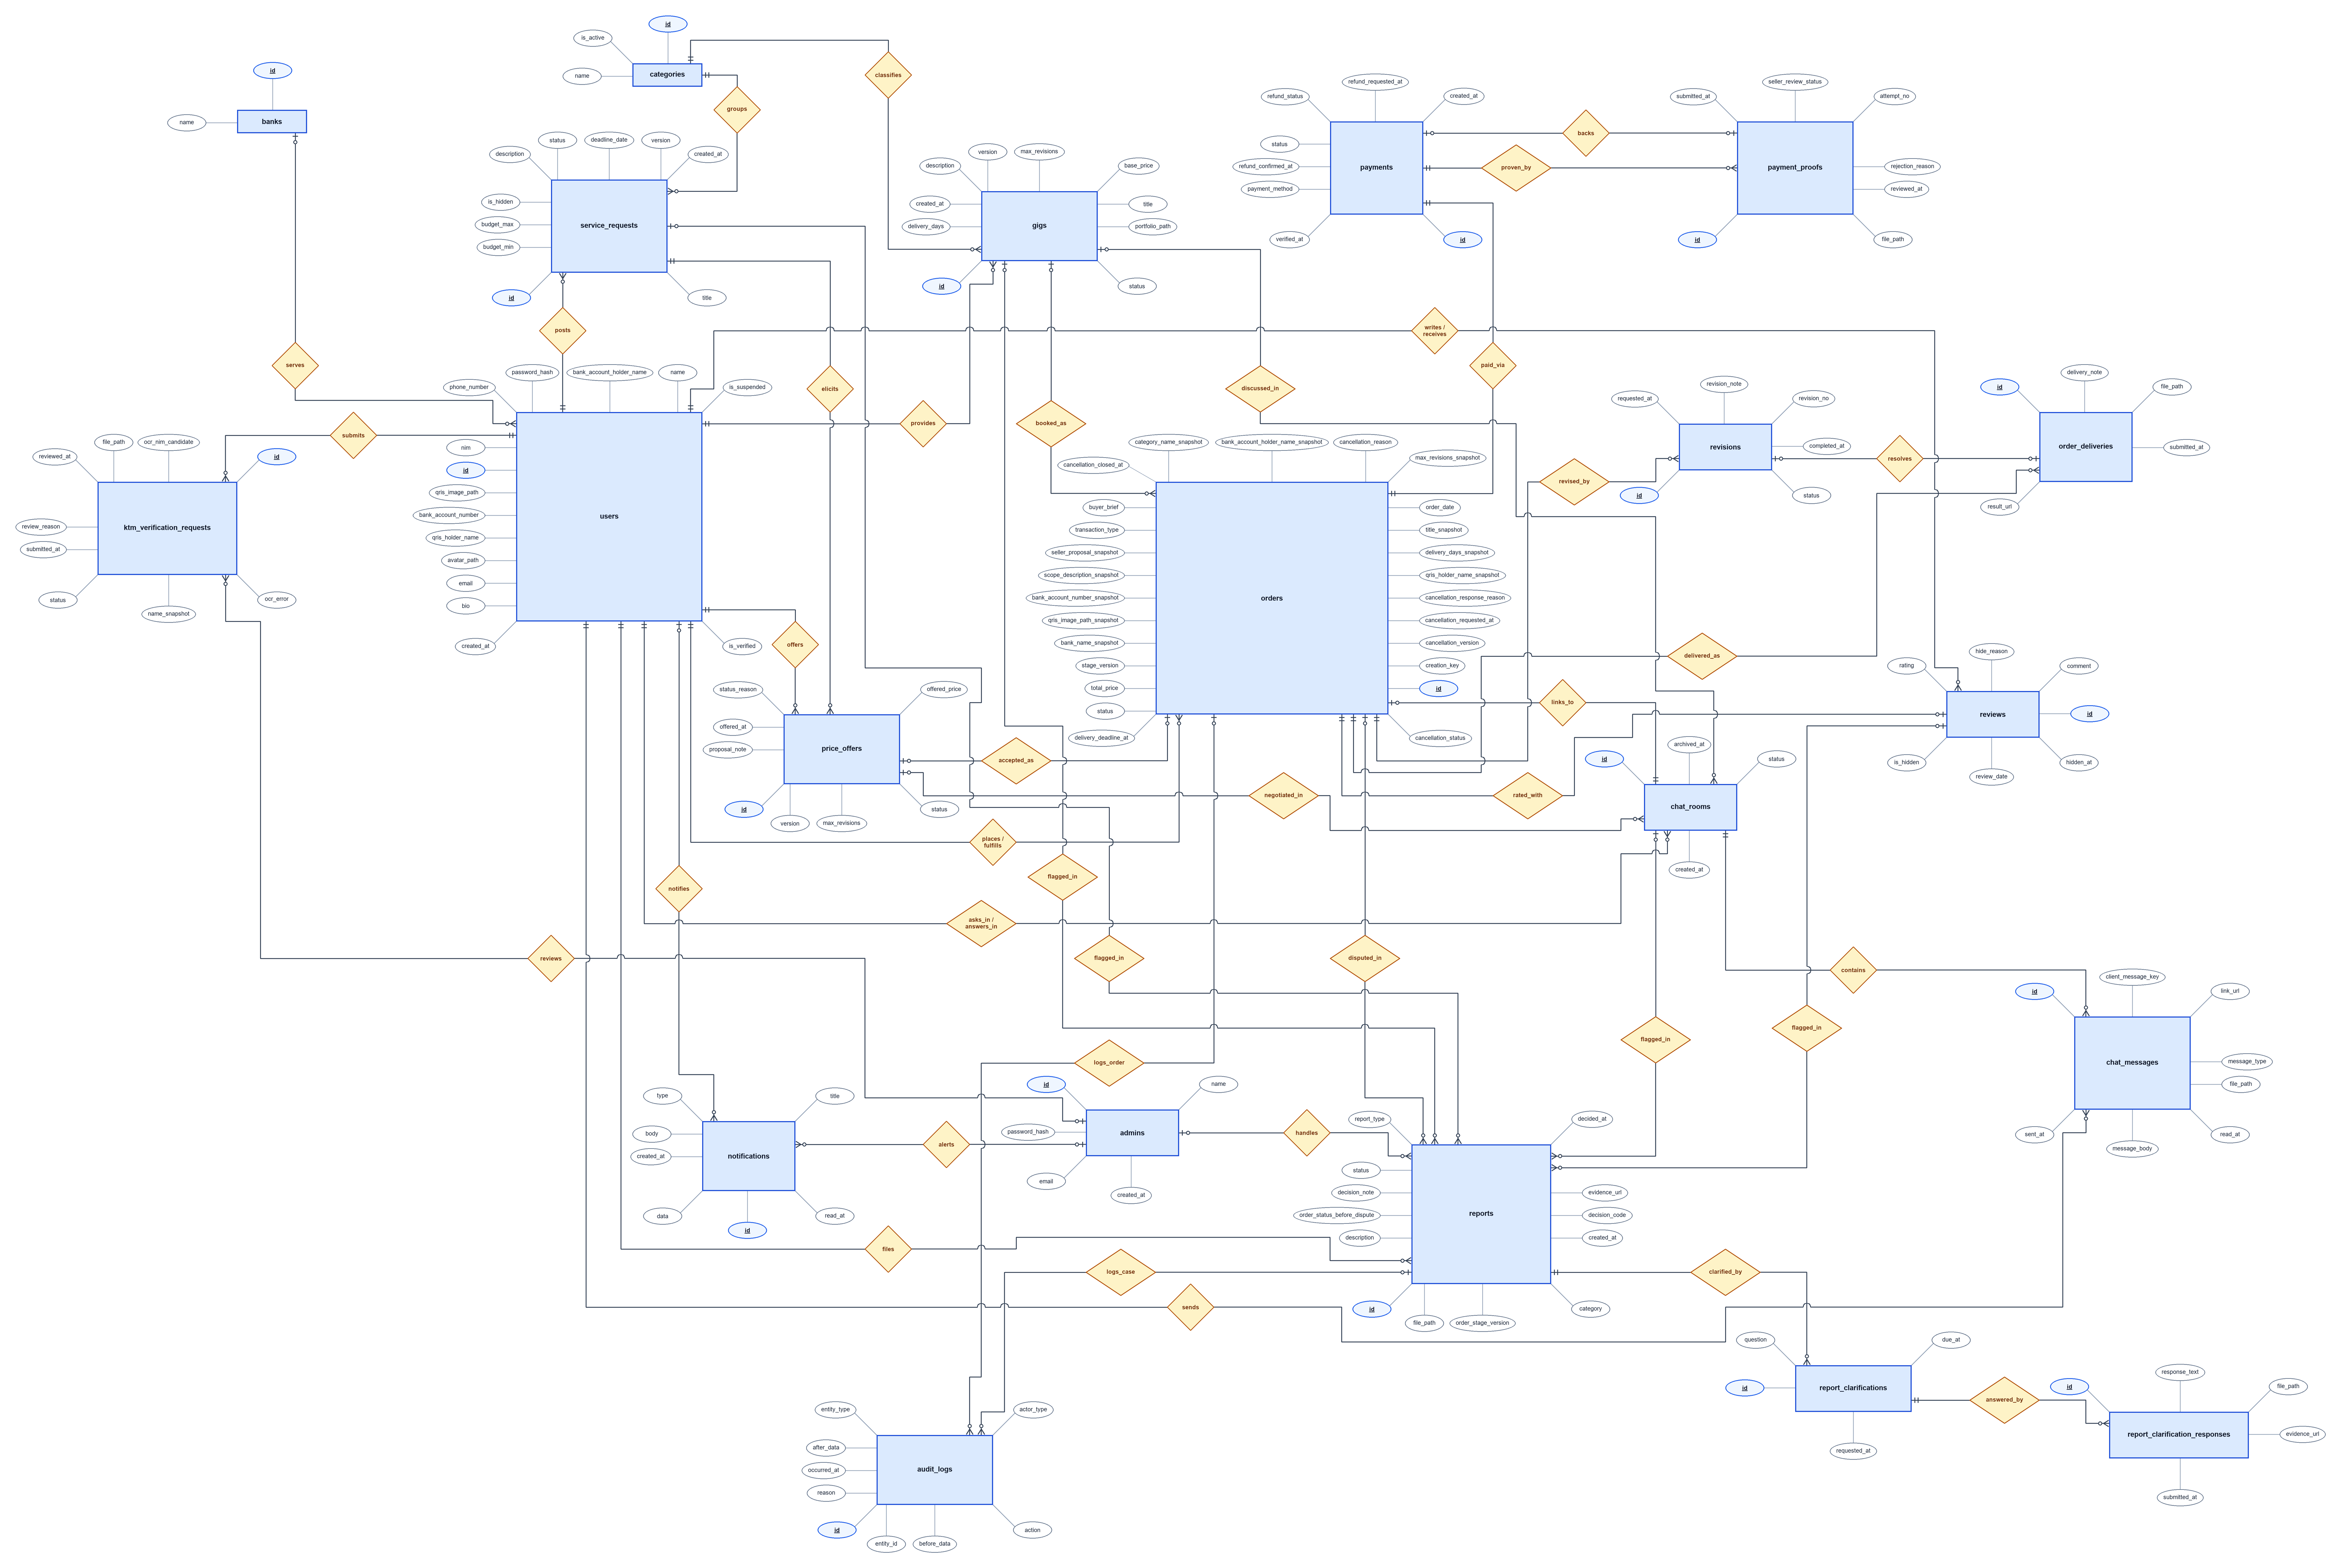 id
is_active
name
categories
classifies
groups
id
name
banks
refund_requested_at
refund_status
created_at
status
refund_confirmed_at
payment_method
verified_at
id
payments
backs
proven_by
seller_review_status
submitted_at
attempt_no
payment_proofs
rejection_reason
reviewed_at
id
file_path
status
deadline_date
version
description
created_at
is_hidden
budget_max
budget_min
service_requests
id
title
version
max_revisions
description
base_price
created_at
delivery_days
gigs
title
portfolio_path
id
status
posts
serves
writes /
receives
paid_via
elicits
discussed_in
provides
booked_as
submits
password_hash
bank_account_holder_name
name
phone_number
is_suspended
nim
id
qris_image_path
bank_account_number
qris_holder_name
avatar_path
email
bio
created_at
users
is_verified
file_path
ocr_nim_candidate
reviewed_at
id
ktm_verification_requests
review_reason
submitted_at
status
name_snapshot
ocr_error
category_name_snapshot
bank_account_holder_name_snapshot
cancellation_reason
cancellation_closed_at
max_revisions_snapshot
buyer_brief
transaction_type
seller_proposal_snapshot
scope_description_snapshot
bank_account_number_snapshot
qris_image_path_snapshot
bank_name_snapshot
stage_version
total_price
status
delivery_deadline_at
orders
order_date
title_snapshot
delivery_days_snapshot
qris_holder_name_snapshot
cancellation_response_reason
cancellation_requested_at
cancellation_version
creation_key
id
cancellation_status
revision_note
requested_at
revision_no
revisions
completed_at
id
status
revised_by
resolves
delivery_note
id
file_path
order_deliveries
submitted_at
result_url
delivered_as
hide_reason
rating
comment
reviews
id
is_hidden
hidden_at
review_date
links_to
offers
status_reason
offered_price
offered_at
proposal_note
price_offers
id
version
max_revisions
status
accepted_as
negotiated_in
rated_with
archived_at
id
status
chat_rooms
created_at
places /
fulfills
notifies
flagged_in
asks_in /
answers_in
reviews
flagged_in
disputed_in
contains
flagged_in
flagged_in
client_message_key
id
link_url
chat_messages
message_type
file_path
sent_at
message_body
read_at
logs_order
id
name
password_hash
admins
email
created_at
type
title
body
created_at
notifications
data
id
read_at
alerts
handles
report_type
decided_at
status
decision_note
order_status_before_dispute
description
reports
evidence_url
decision_code
created_at
id
file_path
order_stage_version
category
files
logs_case
sends
clarified_by
question
due_at
id
report_clarifications
requested_at
answered_by
response_text
id
file_path
report_clarification_responses
evidence_url
submitted_at
entity_type
actor_type
after_data
occurred_at
reason
audit_logs
id
entity_id
before_data
action